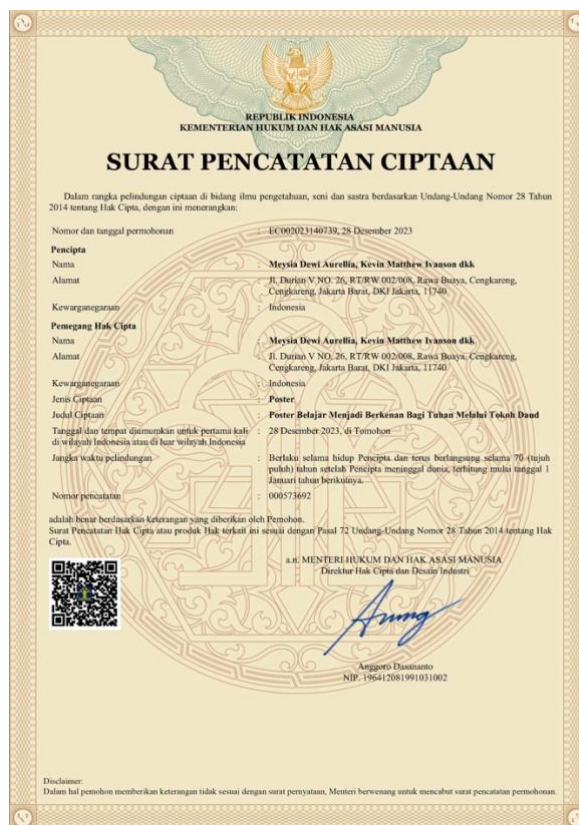 REPUBLIK INDONESIA
KEMENTERIAN HUKUM DAN HAK ASASI MANUSIA
SURAT PENCATATAN CIPTAAN
Dalam rangka pelindungan ciptaan di bidang ilmu pengetahuan, seni dan sastra berdasarkan Undang-Undang Nomor 28 Tahun
2014 tentang Hak Cipta, dengan ini menerangkan:
Nomor dan tanggal permohonan : EC002023140739, 28 Desember 2023
Pencipta
Nama : Meysia Dewi Aurellia, Kevin Matthew Ivanson dkk
Alamat : Jl. Durian V NO. 26, RT/RW 002/008, Rawa Buaya, Cengkareng,
Cengkareng, Jakarta Barat, DKI Jakarta, 11740
Kewarganegaraan : Indonesia
Pemegang Hak Cipta
Nama : Meysia Dewi Aurellia, Kevin Matthew Ivanson dkk
Alamat : Jl. Durian V NO. 26, RT/RW 002/008, Rawa Buaya, Cengkareng,
Cengkareng, Jakarta Barat, DKI Jakarta, 11740
Kewarganegaraan : Indonesia
Jenis Ciptaan : Poster
Judul Ciptaan : Poster Belajar Menjadi Berkenan Bagi Tuhan Melalui Tokoh Daud
Tanggal dan tempat diumumkan untuk pertama kali : 28 Desember 2023, di Tomohon
di wilayah Indonesia atau di luar wilayah Indonesia
Jangka waktu pelindungan : Berlaku selama hidup Pencipta dan terus berlangsung selama 70 (tujuh
puluh) tahun setelah Pencipta meninggal dunia, terhitung mulai tanggal 1
Januari tahun berikutnya.
Nomor pencatatan : 000573692
adalah benar berdasarkan keterangan yang diberikan oleh Pemohon.
Surat Pencatatan Hak Cipta atau produk Hak terkait ini sesuai dengan Pasal 72 Undang-Undang Nomor 28 Tahun 2014 tentang Hak
Cipta.
a.n. MENTERI HUKUM DAN HAK ASASI MANUSIA
Direktur Hak Cipta dan Desain Industri
Anggoro Dasananto
NIP. 196412081991031002
Disclaimer:
Dalam hal pemohon memberikan keterangan tidak sesuai dengan surat pernyataan, Menteri berwenang untuk mencabut surat pencatatan permohonan.